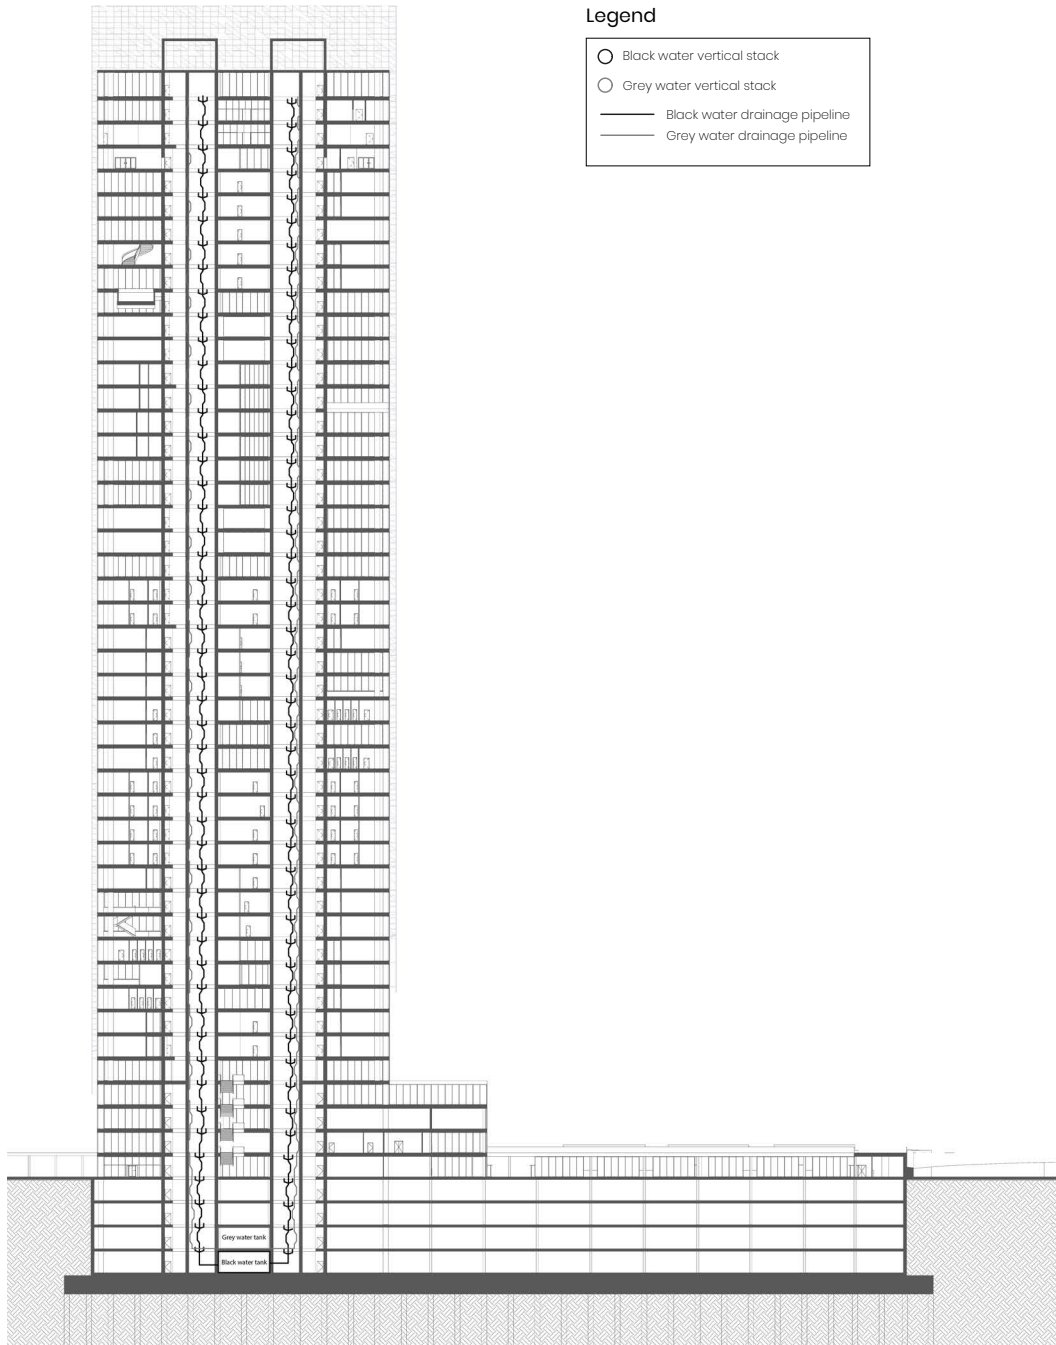 Legend
Black water vertical stack
Grey water vertical stack
Black water drainage pipeline
Grey water drainage pipeline
Grey water tank
Black water tank